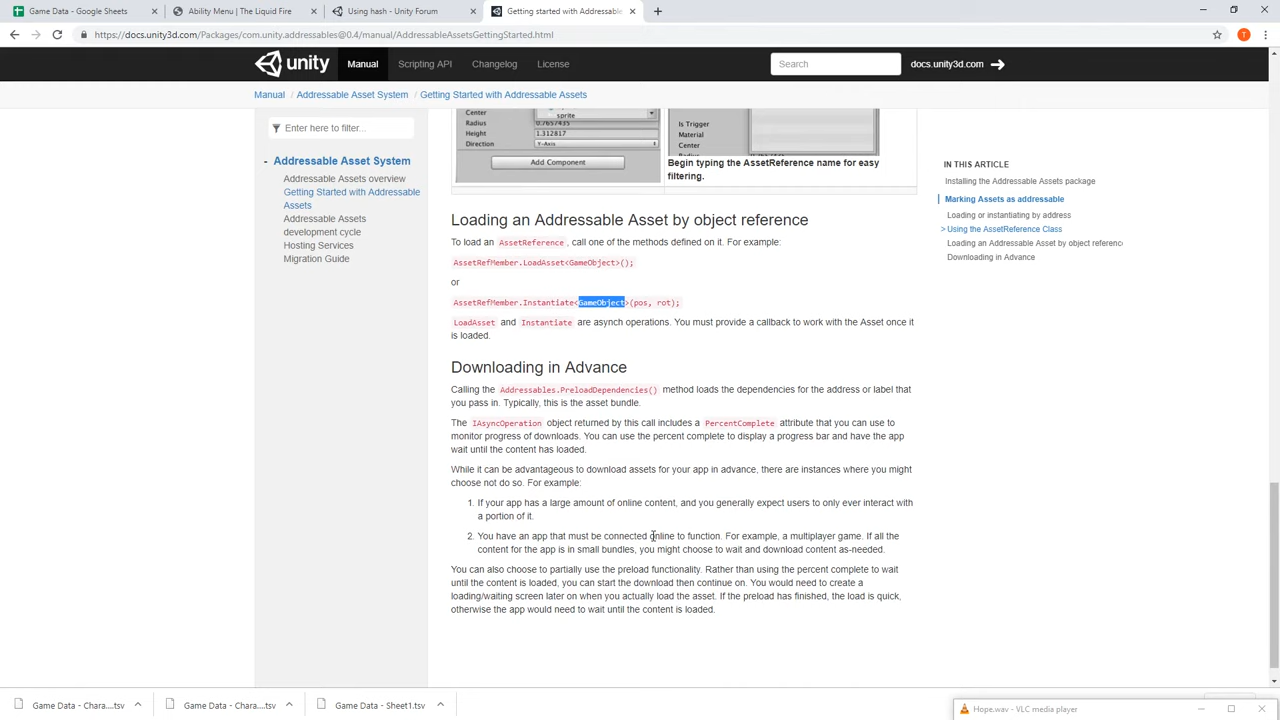 Game Data - Google Sheets
Ability Menu | The Liquid Fire
Using hash - Unity Forum
Getting started with Addressable
https://docs.unity3d.com/Packages/com.unity.addressables@0.4/manual/AddressableAssetsGettingStarted.html
T
unity
Manual
Scripting API
Changelog
License
Search
docs.unity3d.com
Manual
Addressable Asset System
Getting Started with Addressable Assets
Enter here to filter...
- Addressable Asset System
Addressable Assets overview
Getting Started with Addressable
Assets
Addressable Assets
development cycle
Hosting Services
Migration Guide
Center
sprite
Radius 0.7657435
Height 1.312817
Direction Y-Axis
Add Component
Is Trigger
Material
Center
Radius
Begin typing the AssetReference name for easy
filtering.
Loading an Addressable Asset by object reference
To load an AssetReference, call one of the methods defined on it. For example:
AssetRefMember.LoadAsset<GameObject>();
or
AssetRefMember.Instantiate<GameObject>(pos, rot);
LoadAsset and Instantiate are asynch operations. You must provide a callback to work with the Asset once it
is loaded.
Downloading in Advance
Calling the Addressables.PreloadDependencies() method loads the dependencies for the address or label that
you pass in. Typically, this is the asset bundle.
The IAsyncOperation object returned by this call includes a PercentComplete attribute that you can use to
monitor progress of downloads. You can use the percent complete to display a progress bar and have the app
wait until the content has loaded.
While it can be advantageous to download assets for your app in advance, there are instances where you might
choose not do so. For example:
1. If your app has a large amount of online content, and you generally expect users to only ever interact with
a portion of it.
2. You have an app that must be connected online to function. For example, a multiplayer game. If all the
content for the app is in small bundles, you might choose to wait and download content as-needed.
You can also choose to partially use the preload functionality. Rather than using the percent complete to wait
until the content is loaded, you can start the download then continue on. You would need to create a
loading/waiting screen later on when you actually load the asset. If the preload has finished, the load is quick,
otherwise the app would need to wait until the content is loaded.
IN THIS ARTICLE
Installing the Addressable Assets package
Marking Assets as addressable
Loading or instantiating by address
> Using the AssetReference Class
Loading an Addressable Asset by object referenc
Downloading in Advance
Game Data - Chara....tsv
Game Data - Chara....tsv
Game Data - Sheet1.tsv
Hope.wav - VLC media player